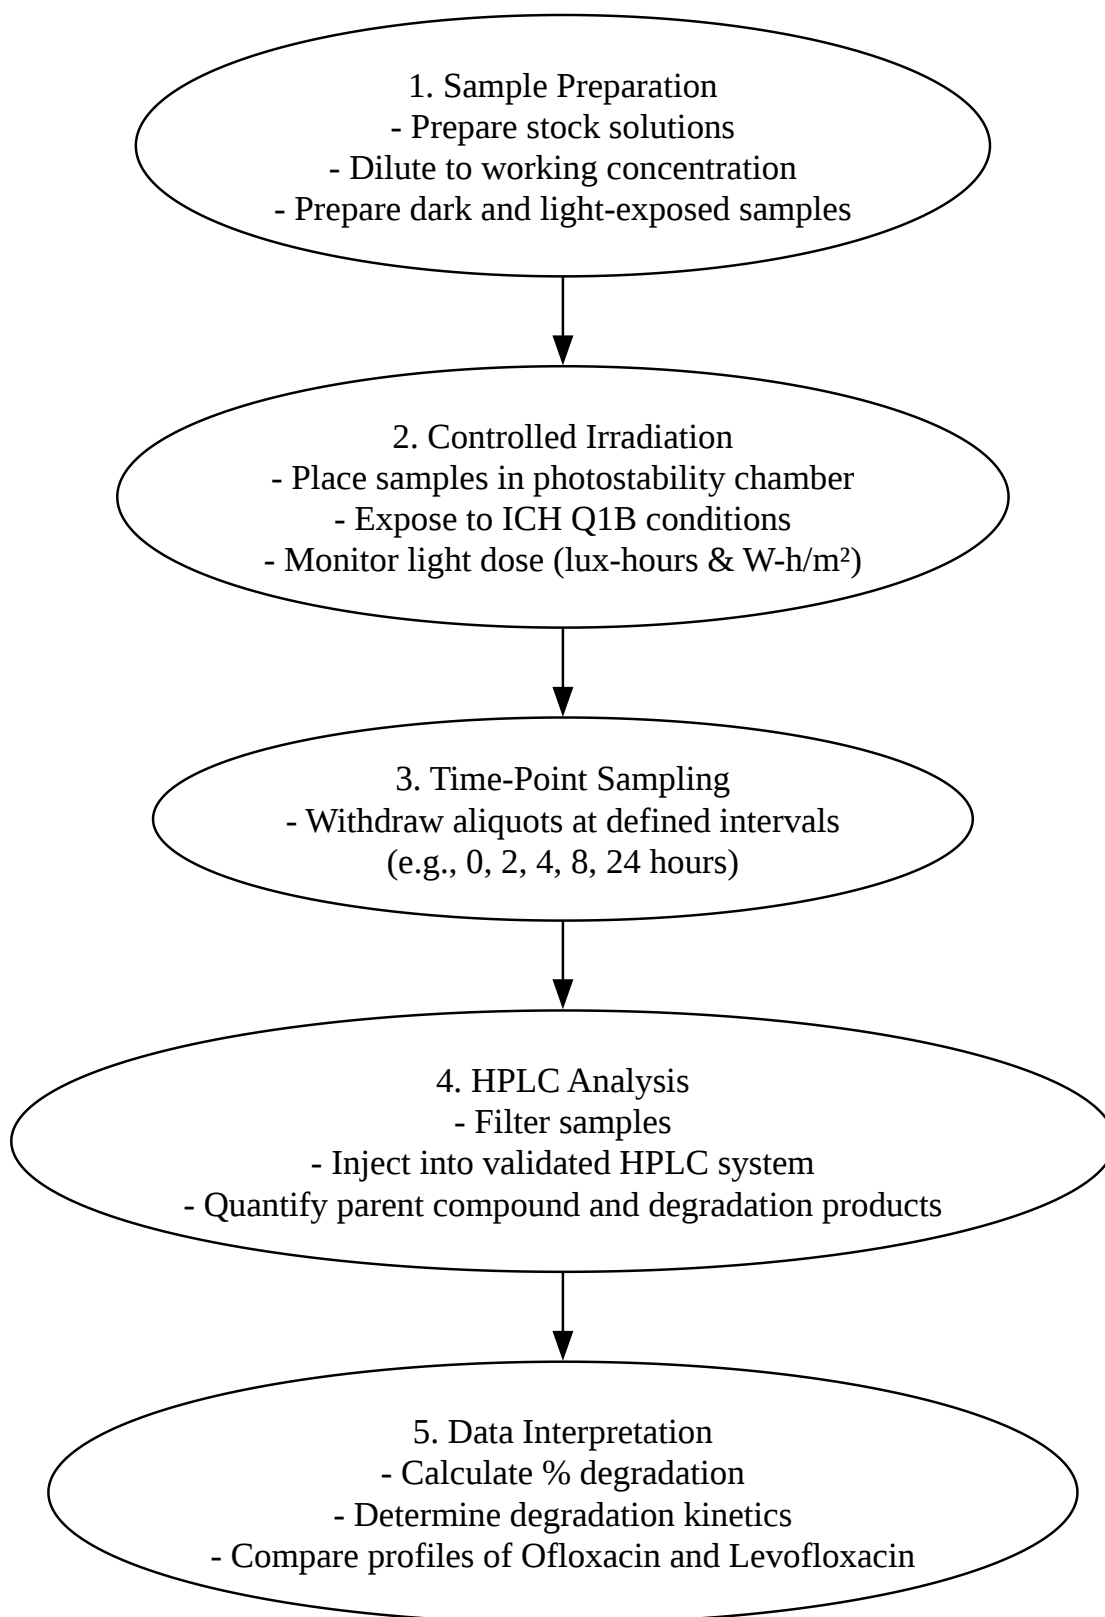 1. Sample Preparation
- Prepare stock solutions
- Dilute to working concentration
- Prepare dark and light-exposed samples
2. Controlled Irradiation
- Place samples in photostability chamber
- Expose to ICH Q1B conditions
- Monitor light dose (lux-hours & W-h/m²)
3. Time-Point Sampling
- Withdraw aliquots at defined intervals
(e.g., 0, 2, 4, 8, 24 hours)
4. HPLC Analysis
- Filter samples
- Inject into validated HPLC system
- Quantify parent compound and degradation products
5. Data Interpretation
- Calculate % degradation
- Determine degradation kinetics
- Compare profiles of Ofloxacin and Levofloxacin